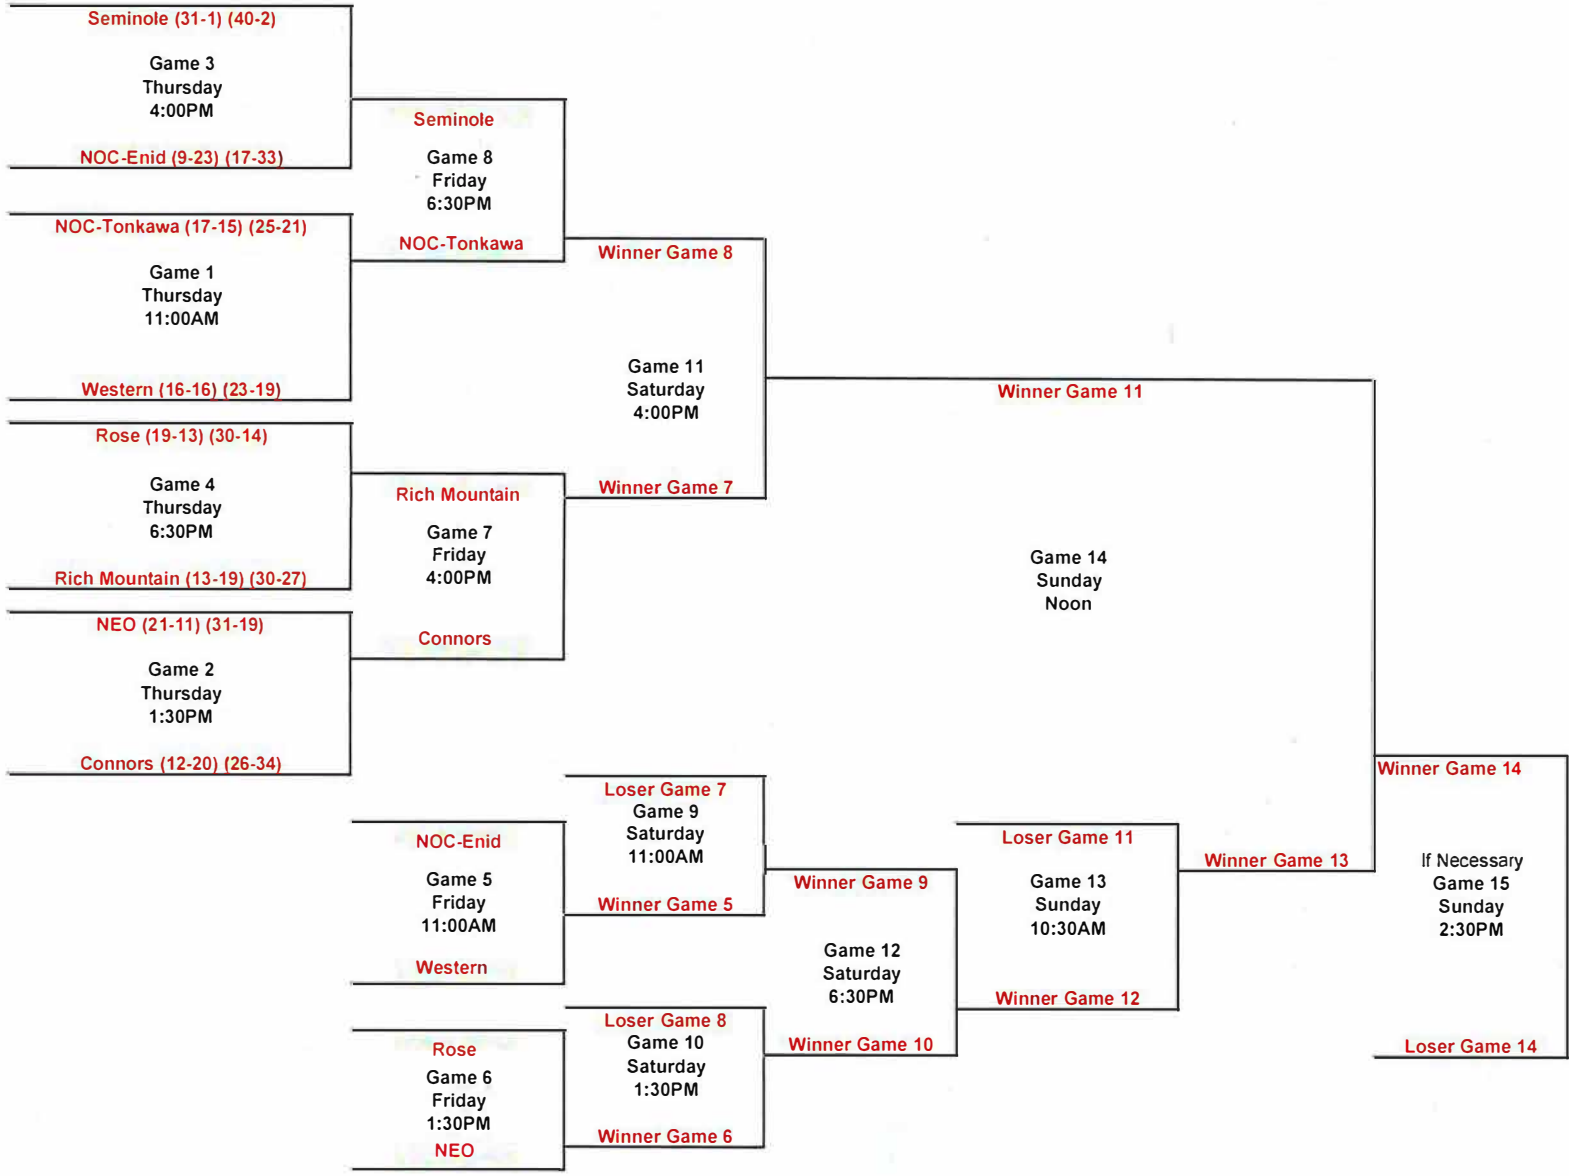 Seminole (31-1) (40-2)
Game 3
Thursday
4:00PM
NOC-Enid (9-23) (17-33)
NOC-Tonkawa (17-15) (25-21)
Game 1
Thursday
11:00AM
Western (16-16) (23-19)
Rose (19-13) (30-14)
Game 4
Thursday
6:30PM
Rich Mountain (13-19) (30-27)
NEO (21-11) (31-19)
Game 2
Thursday
1:30PM
Connors (12-20) (26-34)
Seminole
Game 8
Friday
6:30PM
NOC-Tonkawa
Rich Mountain
Game 7
Friday
4:00PM
Connors
NOC-Enid
Game 5
Friday
11:00AM
Western
Rose
Game 6
Friday
1:30PM
NEO
Winner Game 8
Game 11
Saturday
4:00PM
Winner Game 7
Loser Game 7
Game 9
Saturday
11:00AM
Winner Game 5
Loser Game 8
Game 10
Saturday
1:30PM
Winner Game 6
Winner Game 9
Game 12
Saturday
6:30PM
Winner Game 10
Winner Game 11
Game 14
Sunday
Noon
Loser Game 11
Game 13
Sunday
10:30AM
Winner Game 12
Winner Game 13
Winner Game 14
If Necessary
Game 15
Sunday
2:30PM
Loser Game 14